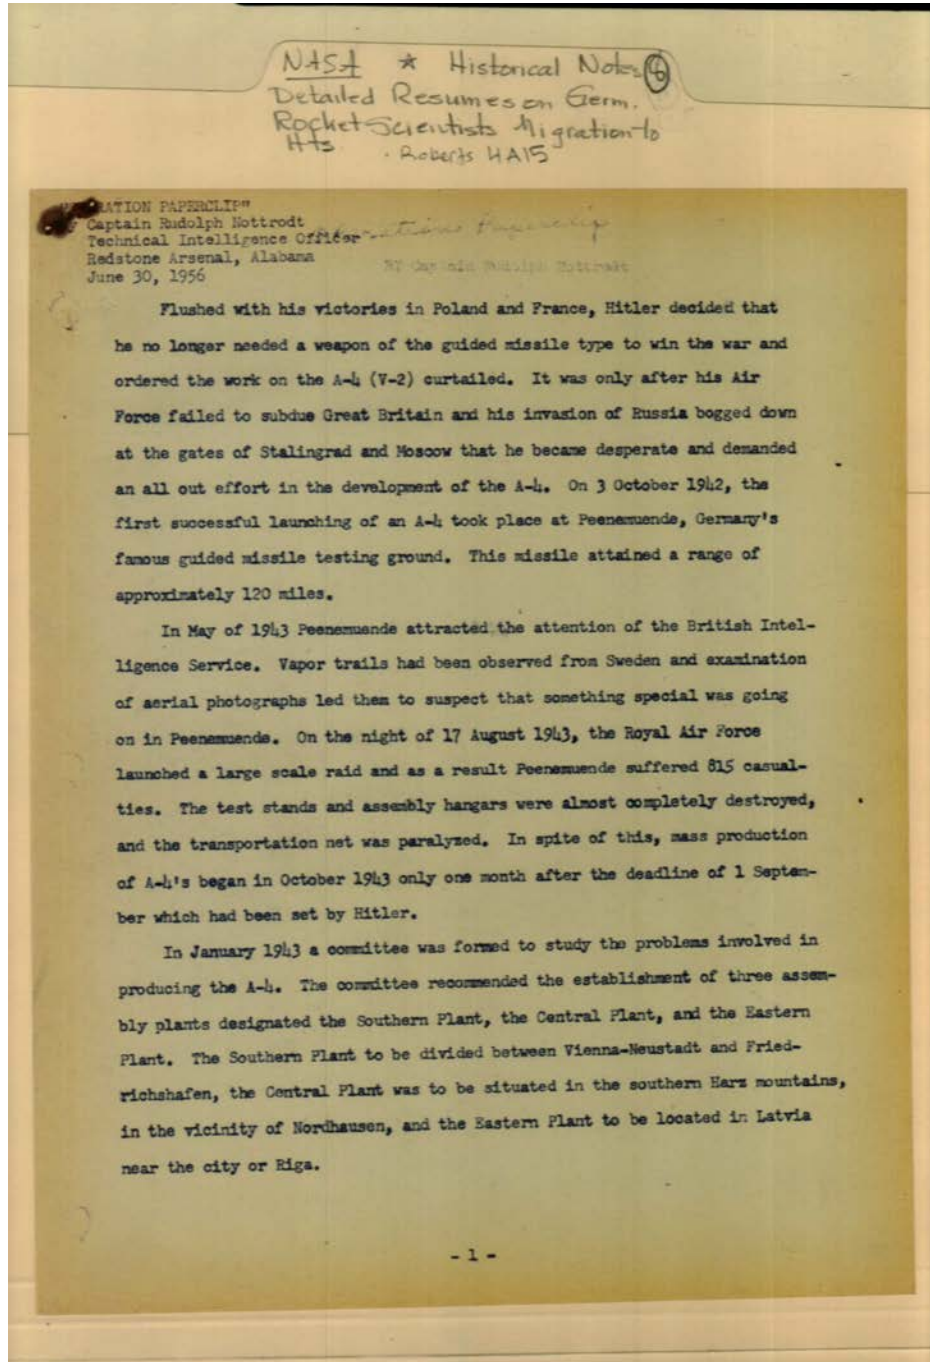 NASA * Historical Notes 6
Detailed Resumes on Germ.
Rocket Scientists Migration to
Hts . Roberts 4A15
RATION PAPERCLIP"
Captain Rudolph Nottrodt
Technical Intelligence Officer
Redstone Arsenal, Alabama
June 30, 1956
Paperclip
BY Captain Rudolph Nottrodt
Flushed with his victories in Poland and France, Hitler decided that
he no longer needed a weapon of the guided missile type to win the war and
ordered the work on the A-4 (V-2) curtailed. It was only after his Air
Force failed to subdue Great Britain and his invasion of Russia bogged down
at the gates of Stalingrad and Moscow that he became desperate and demanded
an all out effort in the development of the A-4. On 3 October 1942, the
first successful launching of an A-4 took place at Peenemuende, Germany's
famous guided missile testing ground. This missile attained a range of
approximately 120 miles.
In May of 1943 Peenemuende attracted the attention of the British Intel-
ligence Service. Vapor trails had been observed from Sweden and examination
of aerial photographs led them to suspect that something special was going
on in Peenemuende. On the night of 17 August 1943, the Royal Air Force
launched a large scale raid and as a result Peenemuende suffered 815 casual-
ties. The test stands and assembly hangars were almost completely destroyed,
and the transportation net was paralyzed. In spite of this, mass production
of A-4's began in October 1943 only one month after the deadline of 1 Septem-
ber which had been set by Hitler.
In January 1943 a committee was formed to study the problems involved in
producing the A-4. The committee recommended the establishment of three assem-
bly plants designated the Southern Plant, the Central Plant, and the Eastern
Plant. The Southern Plant to be divided between Vienna-Neustadt and Fried-
richshafen, the Central Plant was to be situated in the southern Harz mountains,
in the vicinity of Nordhausen, and the Eastern Plant to be located in Latvia
near the city or Riga.
- 1 -